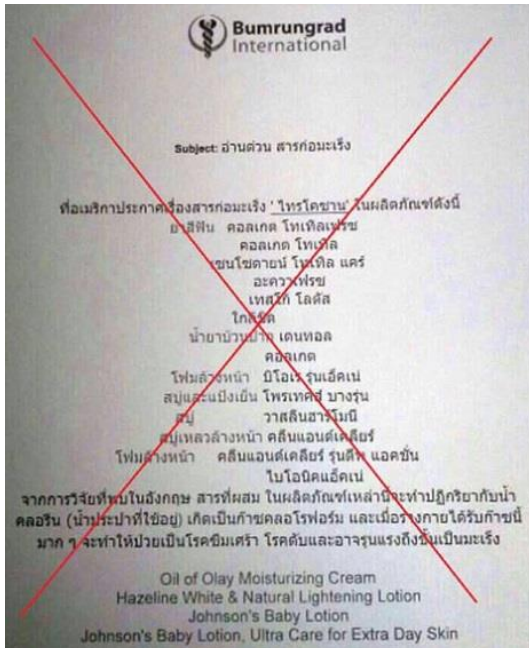 Bumrungrad
International
Subject: อ่านด่วน สารก่อมะเร็ง
ที่อเมริกาประกาศเรื่องสารก่อมะเร็ง ' ไทรโคซาน' ในผลิตภัณฑ์ดังนี้
ยาสีฟัน คอลเกต โทเทิลเฟรช
คอลเกต โทเทิล
เซนโซดายน์ โทเทิล แคร์
อะควาเฟรช
เทสโก้ โลตัส
ใกล้ชิด
น้ำยาบ้วนปาก เดนทอล
คอลเกต
โฟมล้างหน้า บิโอเร รุ่นเอ็คเน่
สบู่และแป้งเย็น โพรเทคส์ บางรุ่น
สบู่ วาสลินฮาร์โมนี
สบู่เหลวล้างหน้า คลีนแอนด์เคลียร์
โฟมล้างหน้า คลีนแอนด์เคลียร์ รุ่นดีพ แอคชั่น
ไบโอนิคแอ็คเน่
จากการวิจัยที่พบในอังกฤษ สารที่ผสม ในผลิตภัณฑ์เหล่านี้จะทำปฏิกริยากับน้ำ
คลอรีน (น้ำประปาที่ใช้อยู่) เกิดเป็นก๊าซคลอโรฟอร์ม และเมื่อร่างกายได้รับก๊าซนี้
มาก ๆ จะทำให้ป่วยเป็นโรคซึมเศร้า โรคตับและอาจรุนแรงถึงขั้นเป็นมะเร็ง
Oil of Olay Moisturizing Cream
Hazeline White & Natural Lightening Lotion
Johnson's Baby Lotion
Johnson's Baby Lotion, Ultra Care for Extra Day Skin